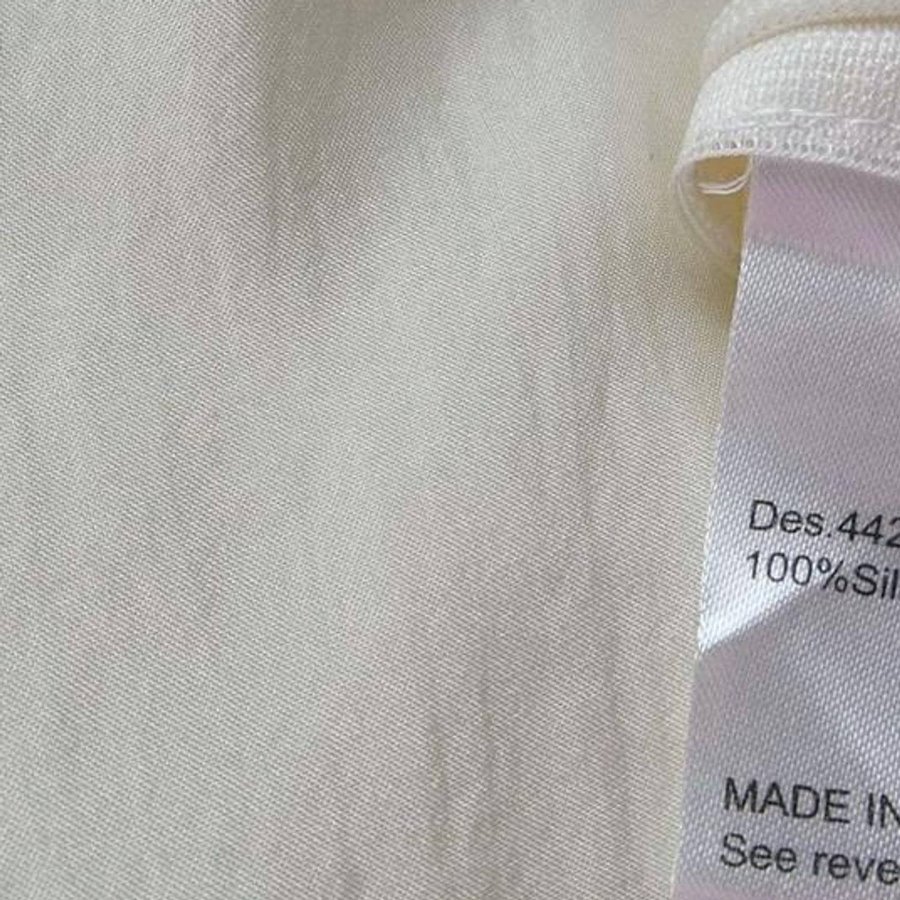 Des.442
100%Sil
MADE IN
See reve